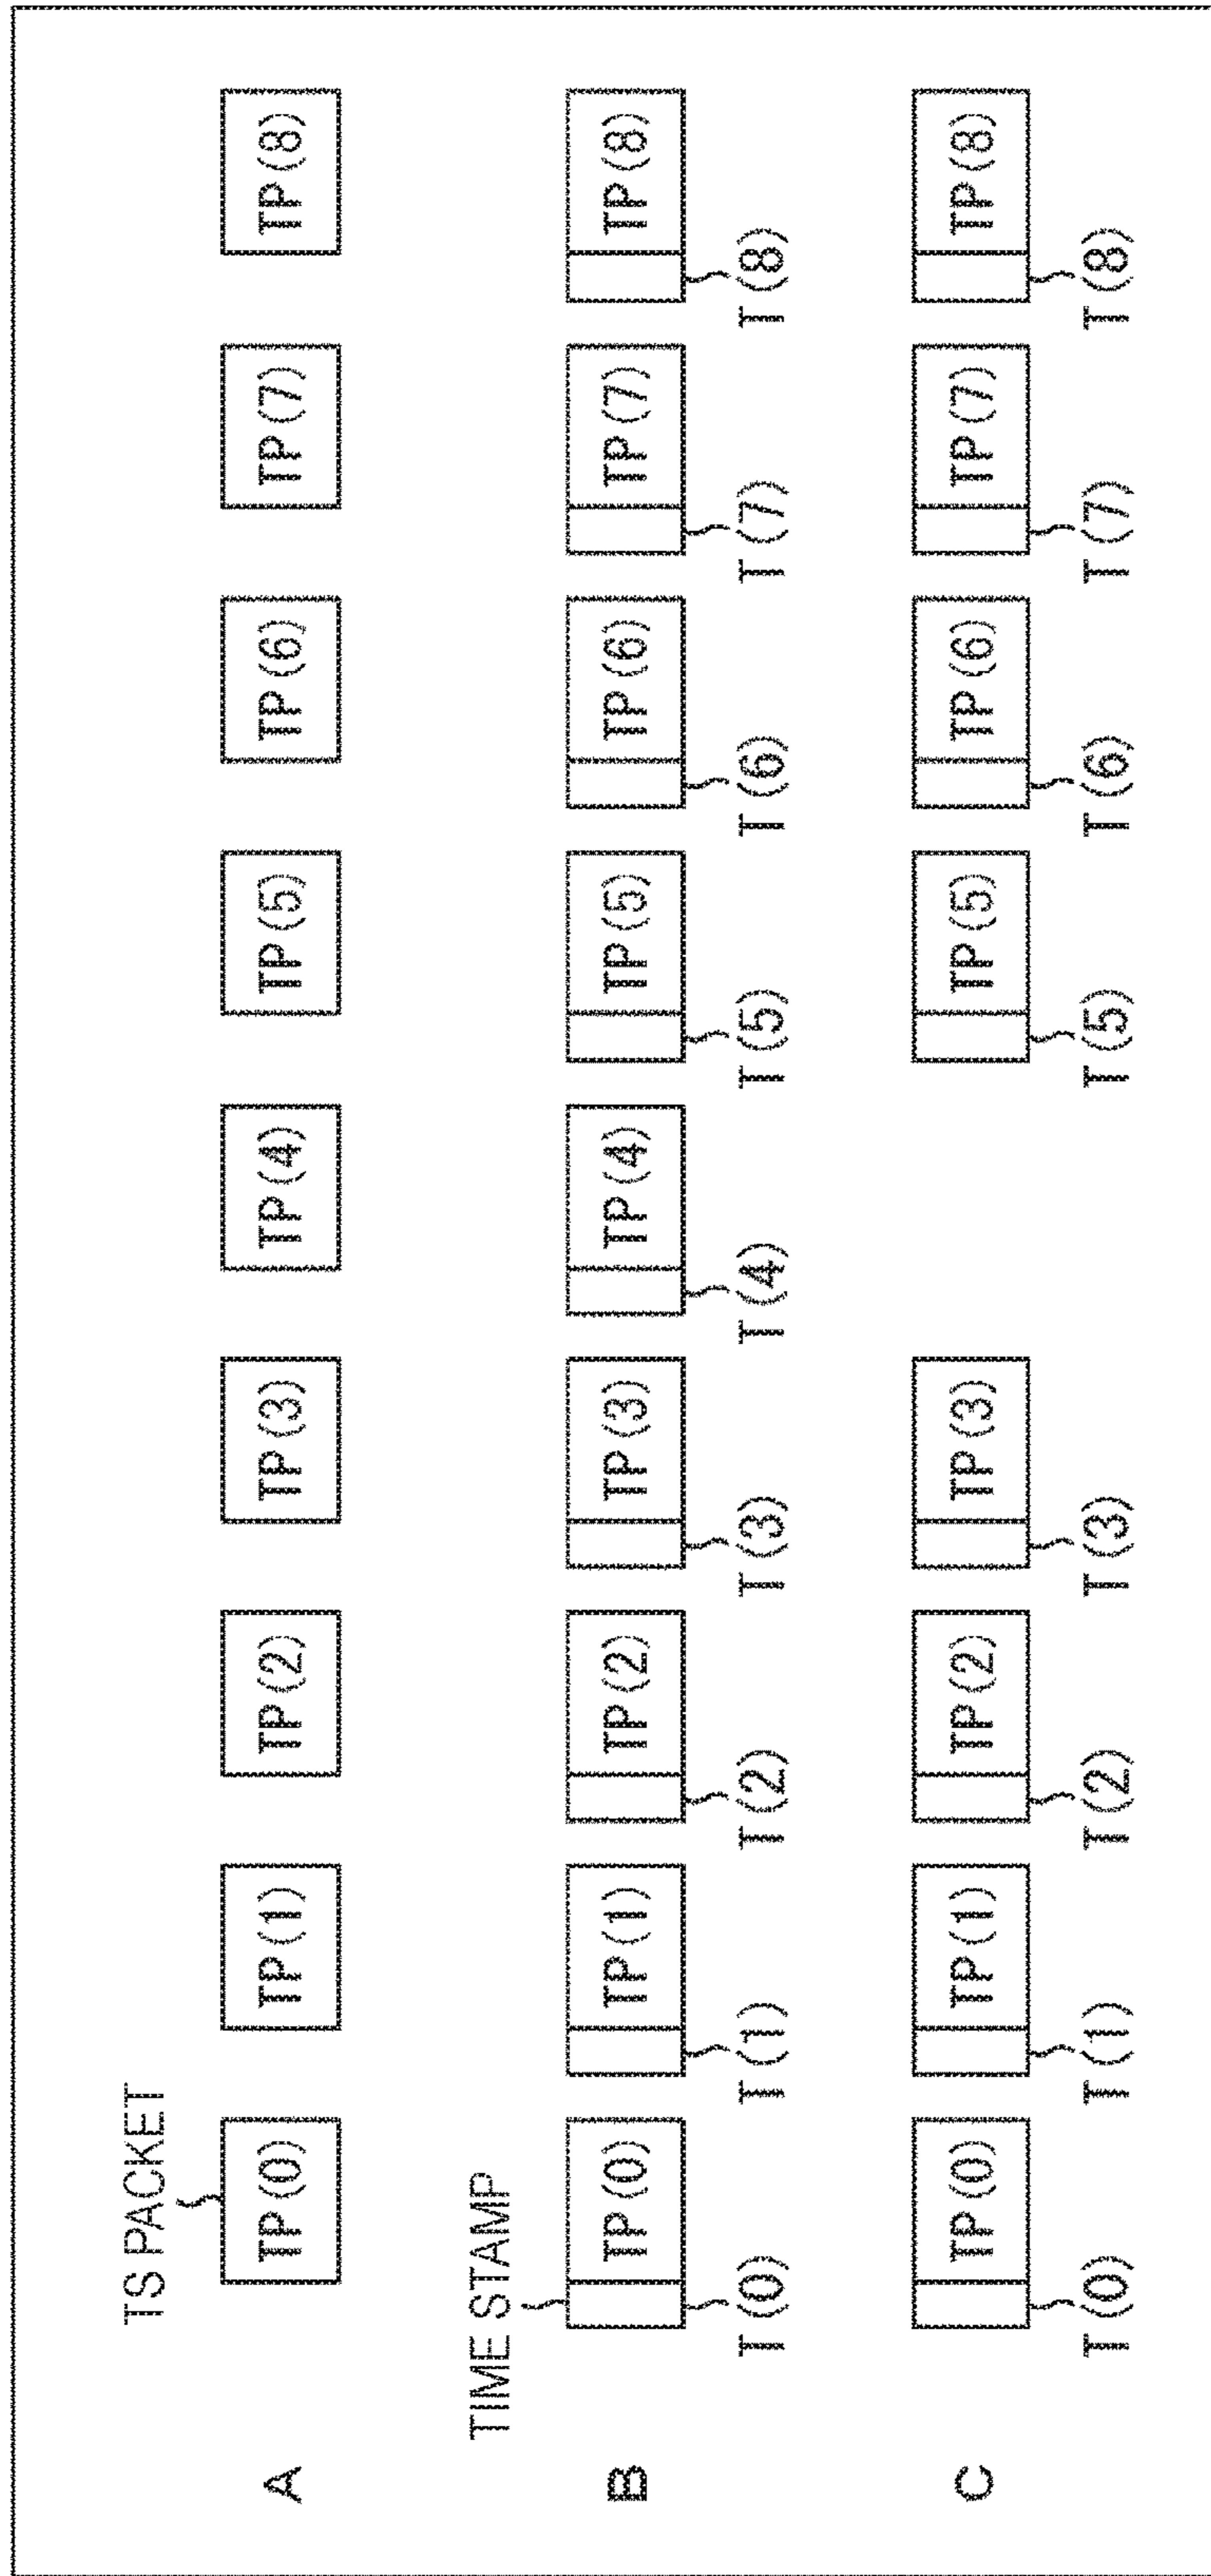 TS PACKET
A TP(0) TP(1) TP(2) TP(3) TP(4) TP(5) TP(6) TP(7) TP(8)
TIME STAMP
B TP(0) TP(1) TP(2) TP(3) TP(4) TP(5) TP(6) TP(7) TP(8)
T(0) T(1) T(2) T(3) T(4) T(5) T(6) T(7) T(8)
C TP(0) TP(1) TP(2) TP(3) TP(5) TP(6) TP(7) TP(8)
T(0) T(1) T(2) T(3) T(5) T(6) T(7) T(8)